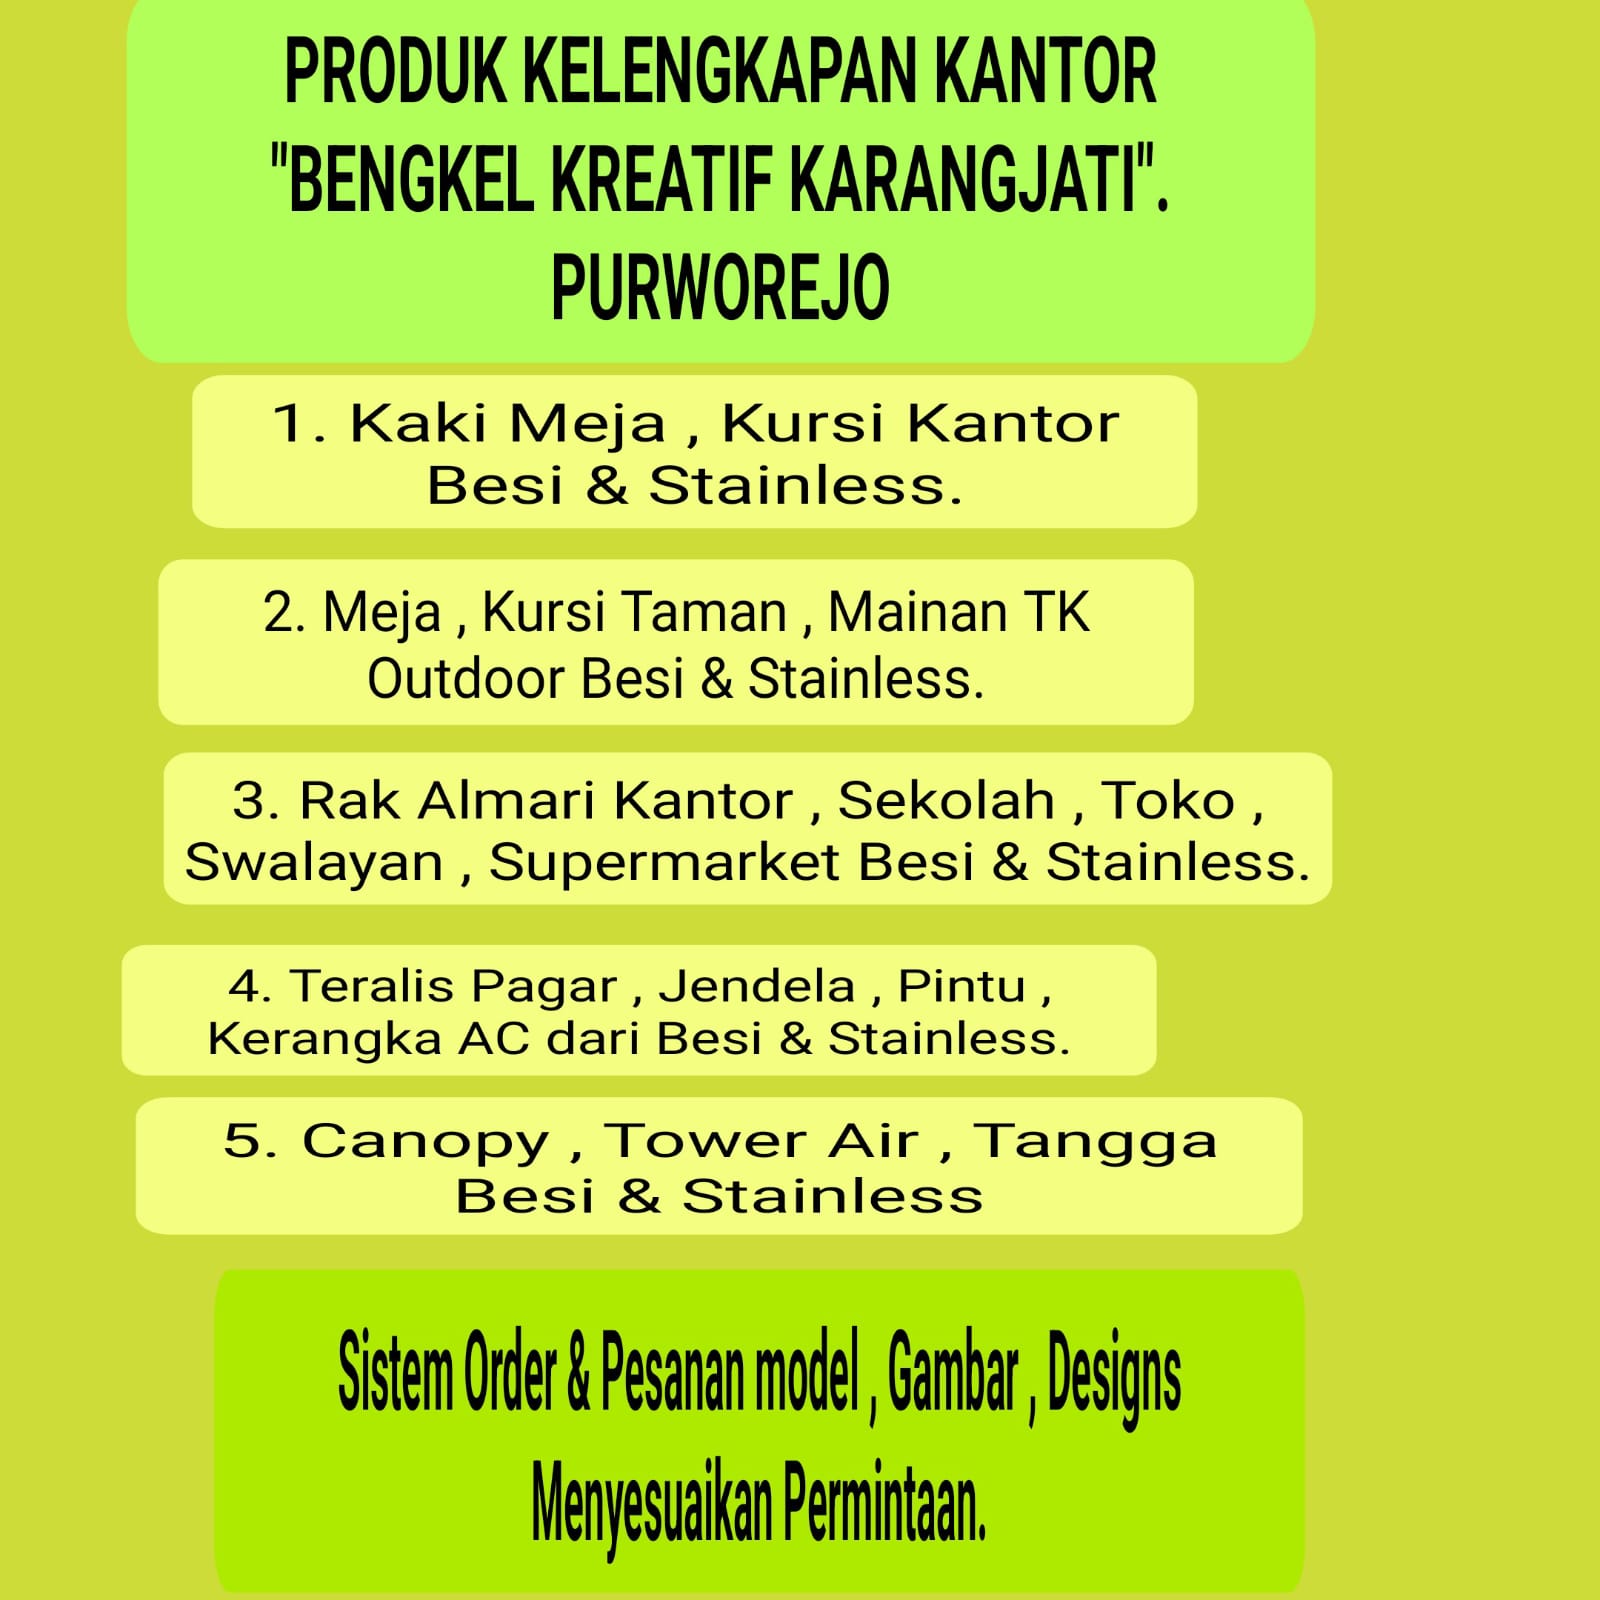 PRODUK KELENGKAPAN KANTOR
"BENGKEL KREATIF KARANGJATI".
PURWOREJO
1. Kaki Meja , Kursi Kantor
Besi & Stainless.
2. Meja , Kursi Taman , Mainan TK
Outdoor Besi & Stainless.
3. Rak Almari Kantor , Sekolah , Toko ,
Swalayan , Supermarket Besi & Stainless.
4. Teralis Pagar , Jendela , Pintu ,
Kerangka AC dari Besi & Stainless.
5. Canopy , Tower Air , Tangga
Besi & Stainless
Sistem Order & Pesanan model , Gambar , Designs
Menyesuaikan Permintaan.